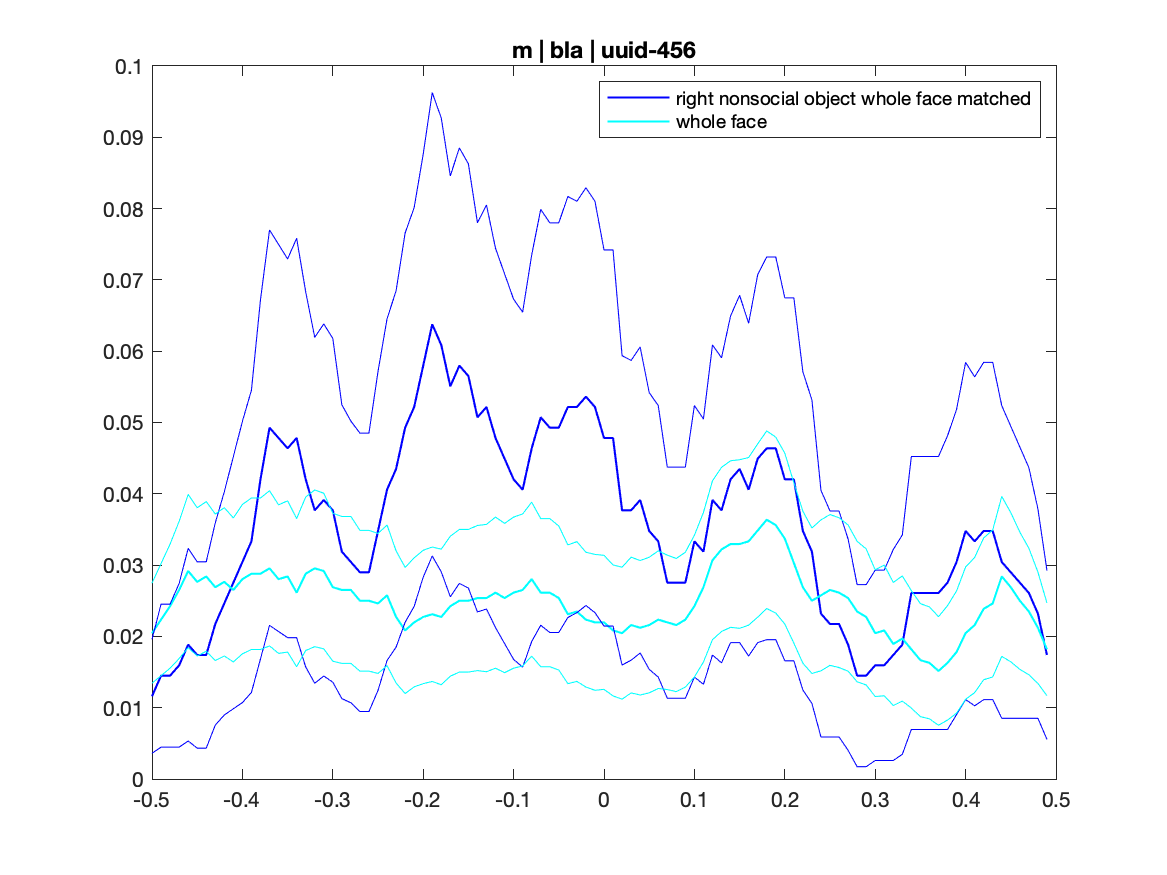 m | bla | uuid-456
right nonsocial object whole face matched
whole face
0.1
0.09
0.08
0.07
0.06
0.05
0.04
0.03
0.02
0.01
0
-0.5 -0.4 -0.3 -0.2 -0.1 0 0.1 0.2 0.3 0.4 0.5